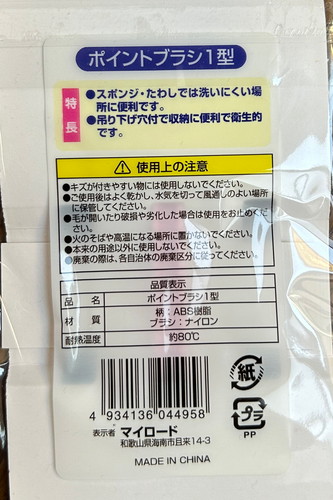 ポイントブラシ1型
特長
●スポンジ・たわしでは洗いにくい場
所に便利です。
●吊り下げ穴付で収納に便利で衛生的
です。
⚠ 使用上の注意
●キズが付きやすい物には使用しないでください。
●ご使用後はよく乾かし、水気を切って風通しのよい場所
に保管してください。
●毛が開いたり破損や劣化した場合は使用をお止めくだ
さい。
●火のそばや高温になる場所に置かないでください。
●本来の用途以外に使用しないでください。
●廃棄の際は、各自治体の廃棄区分に従ってください。
品質表示
品名 ポイントブラシ1型
材質 柄:ABS樹脂
ブラシ:ナイロン
耐熱温度 約80℃
紙
プラ
PP
4 934136 044958
表示者 マイロード
和歌山県海南市且来14-3
MADE IN CHINA